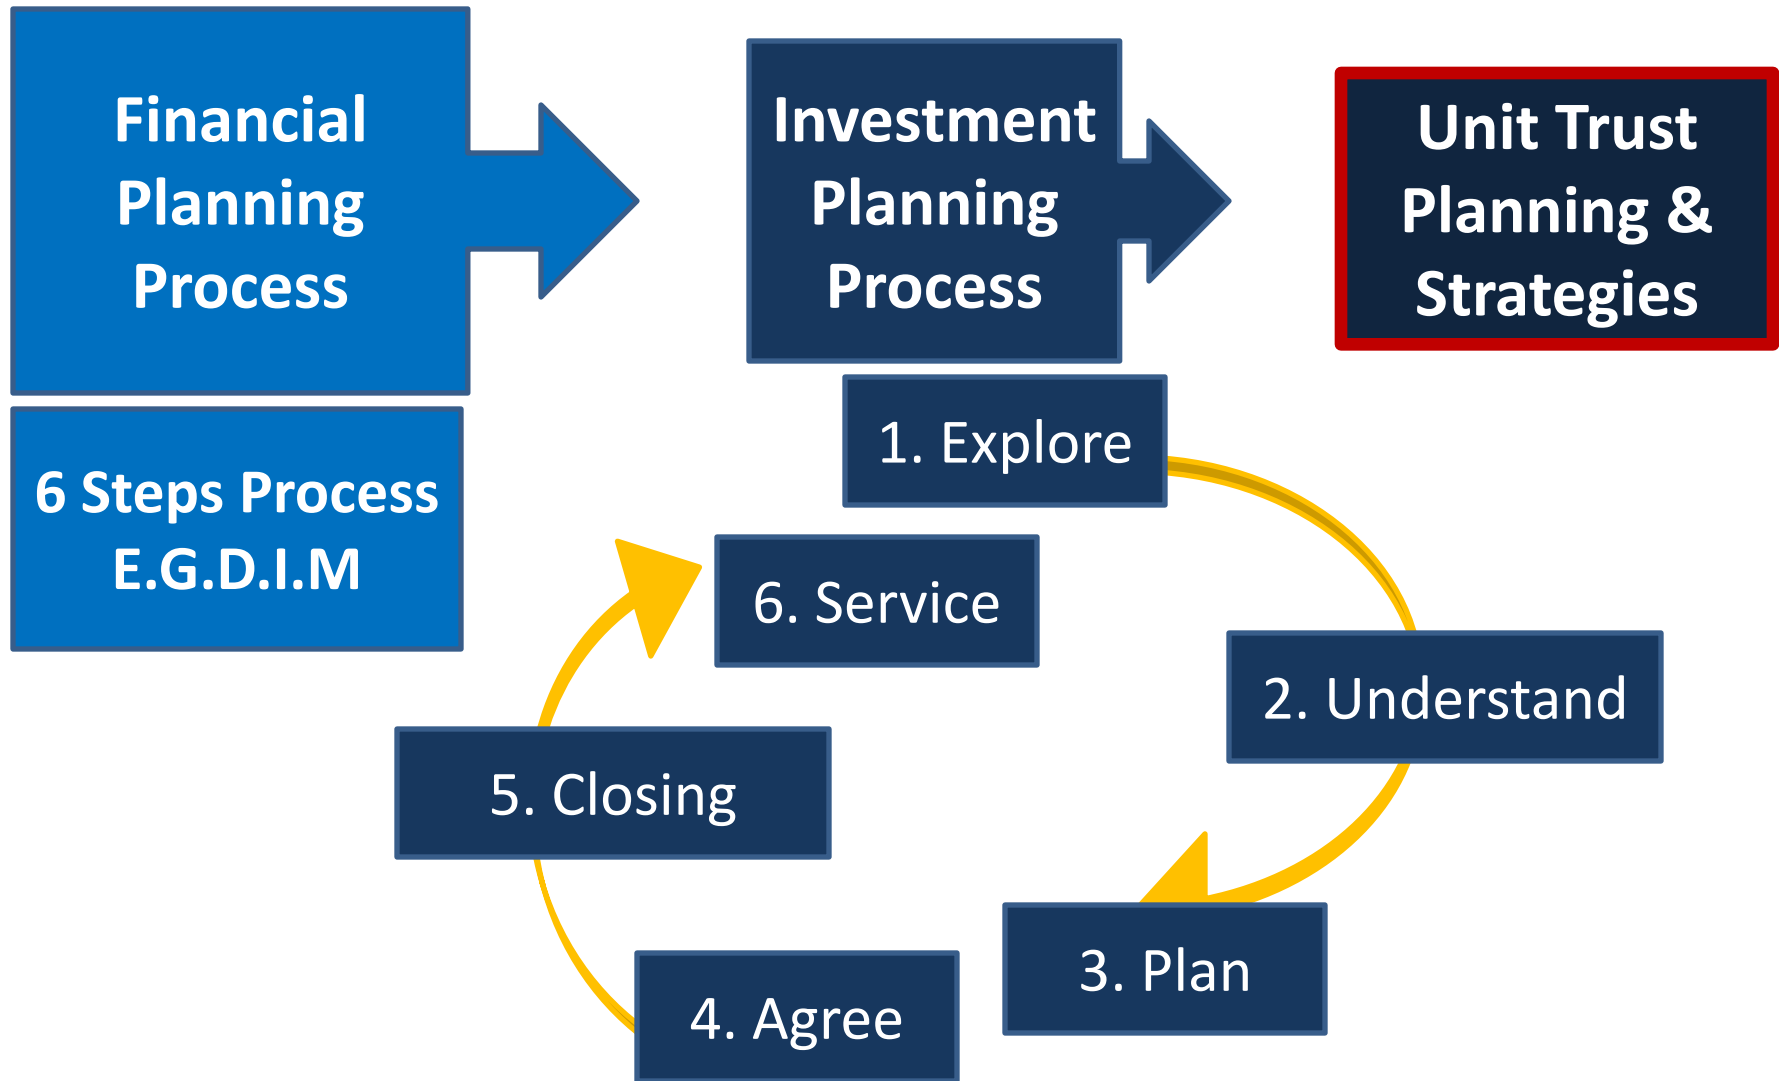 Financial
Planning
Process
Investment
Planning
Process
Unit Trust
Planning &
Strategies
6 Steps Process
E.G.D.I.M
1. Explore
2. Understand
3. Plan
4. Agree
5. Closing
6. Service